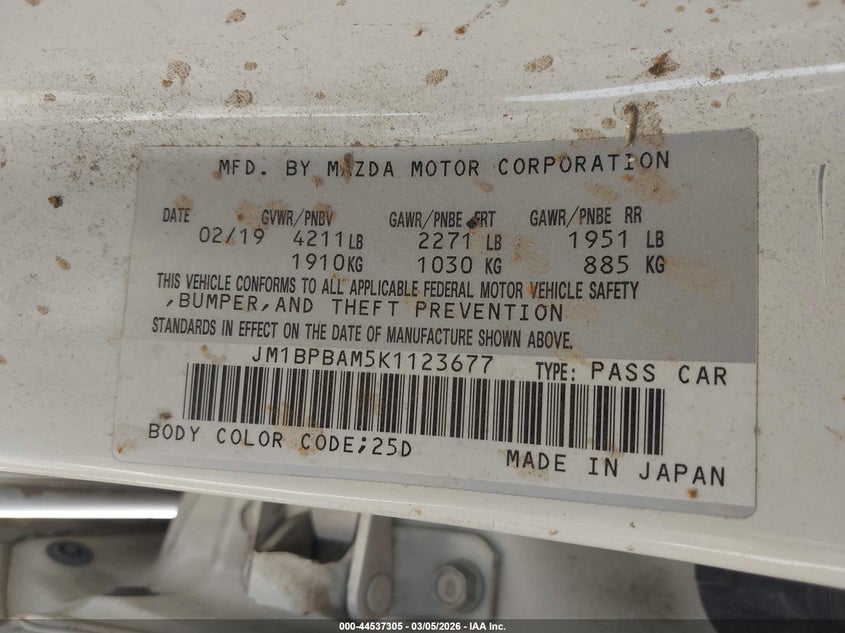 MFD. BY MAZDA MOTOR CORPORATION
DATE GVWR/PNBV GAWR/PNBE FRT GAWR/PNBE RR
02/19 4211LB 2271 LB 1951 LB
1910KG 1030 KG 885 KG
THIS VEHICLE CONFORMS TO ALL APPLICABLE FEDERAL MOTOR VEHICLE SAFETY
,BUMPER,AND THEFT PREVENTION
STANDARDS IN EFFECT ON THE DATE OF MANUFACTURE SHOWN ABOVE.
JM1BPBAM5K1123677 TYPE: PASS CAR
BODY COLOR CODE;25D
MADE IN JAPAN
000-44537305 - 03/05/2026 - IAA Inc.